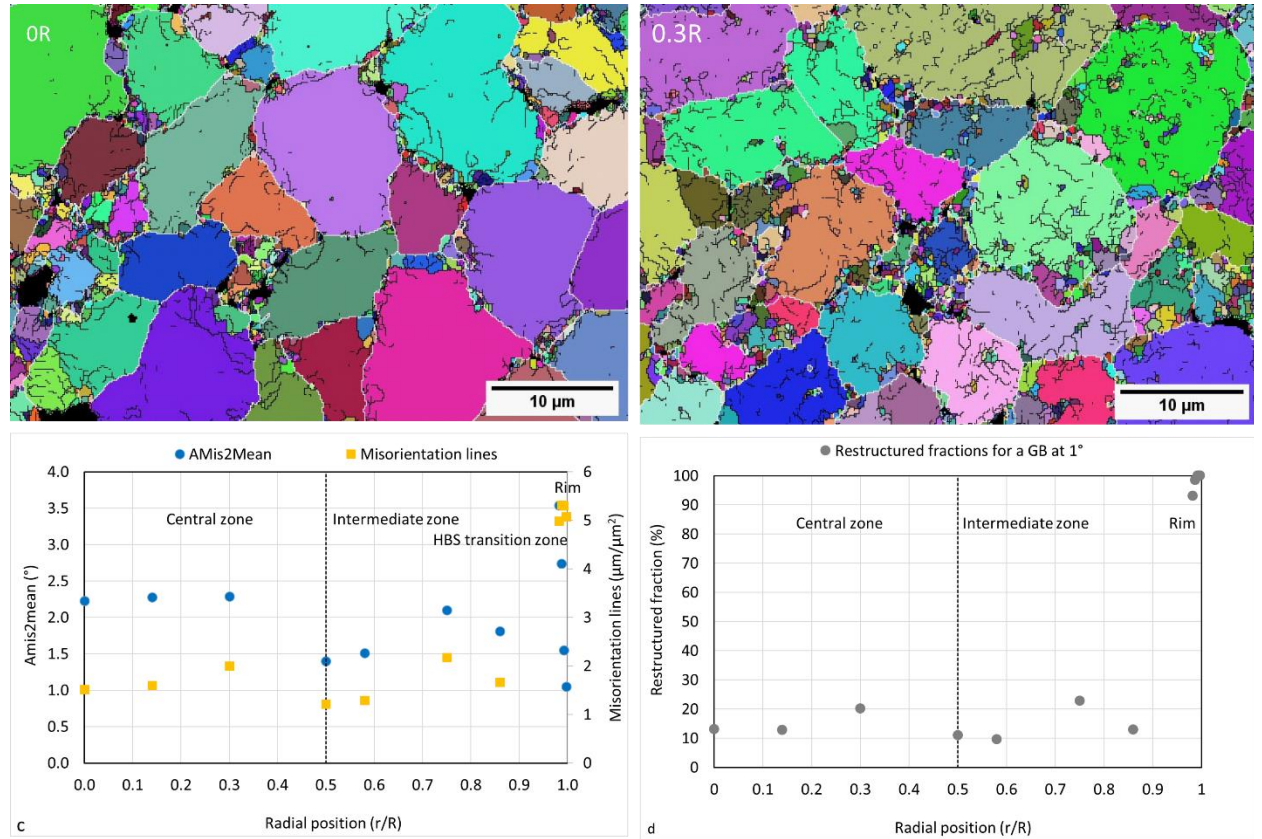 0R
10 µm
0.3R
10 µm
AMis2Mean
Misorientation lines
4.0
3.5
3.0
2.5
2.0
1.5
1.0
0.5
0.0
Amis2mean (°)
Central zone
Intermediate zone
Rim
HBS transition zone
6
5
4
3
2
1
0
Misorientation lines (µm/µm²)
0.0 0.1 0.2 0.3 0.4 0.5 0.6 0.7 0.8 0.9 1.0
Radial position (r/R)
c
Restructured fractions for a GB at 1°
100
90
80
70
60
50
40
30
20
10
0
Restructured fraction (%)
Central zone
Intermediate zone
Rim
0 0.1 0.2 0.3 0.4 0.5 0.6 0.7 0.8 0.9 1
Radial position (r/R)
d